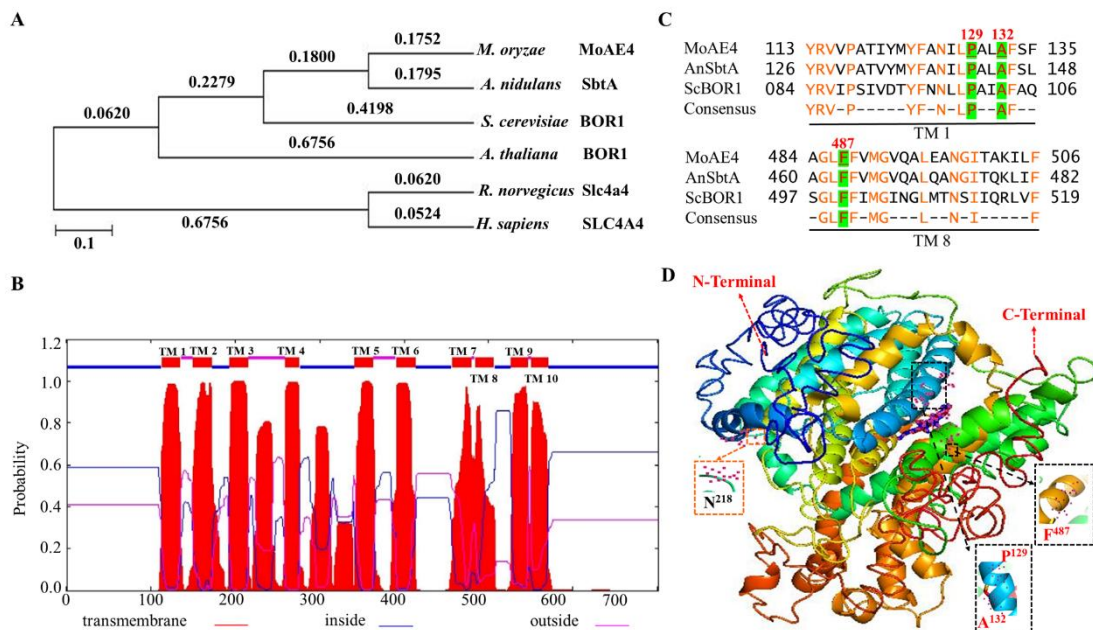 A
0.0620
0.2279
0.1800
0.1752
0.1795
0.4198
0.6756
0.6756
0.0620
0.0524
M. oryzae MoAE4
A. nidulans SbtA
S. cerevisiae BOR1
A. thaliana BOR1
R. norvegicus Slc4a4
H. sapiens SLC4A4
0.1
B
1.2
1.0
0.8
0.6
0.4
0.2
0.0
Probability
TM 1 TM 2 TM 3 TM 4 TM 5 TM 6 TM 7 TM 9
TM 8 TM 10
0 100 200 300 400 500 600 700
transmembrane inside outside
C
129 132
MoAE4 113 YRVVPATIYMYFANILPALAFSF 135
AnSbtA 126 YRVVPATVYMYFANILPALAFSL 148
ScBOR1 084 YRVIPSIVDTYFNNLLPAIAFAQ 106
Consensus YRV-P-----YF-N-LPA-AF--
TM 1
487
MoAE4 484 AGLFFVMGVQALEANGITAKILF 506
AnSbtA 460 AGLFFVMGVQALQANGITQKLIF 482
ScBOR1 497 SGLFFIMGINGLMTNSIIQRLVF 519
Consensus -GLFF-MG---L--N-I-----F
TM 8
D
N-Terminal
C-Terminal
N218
F487
P129
A132